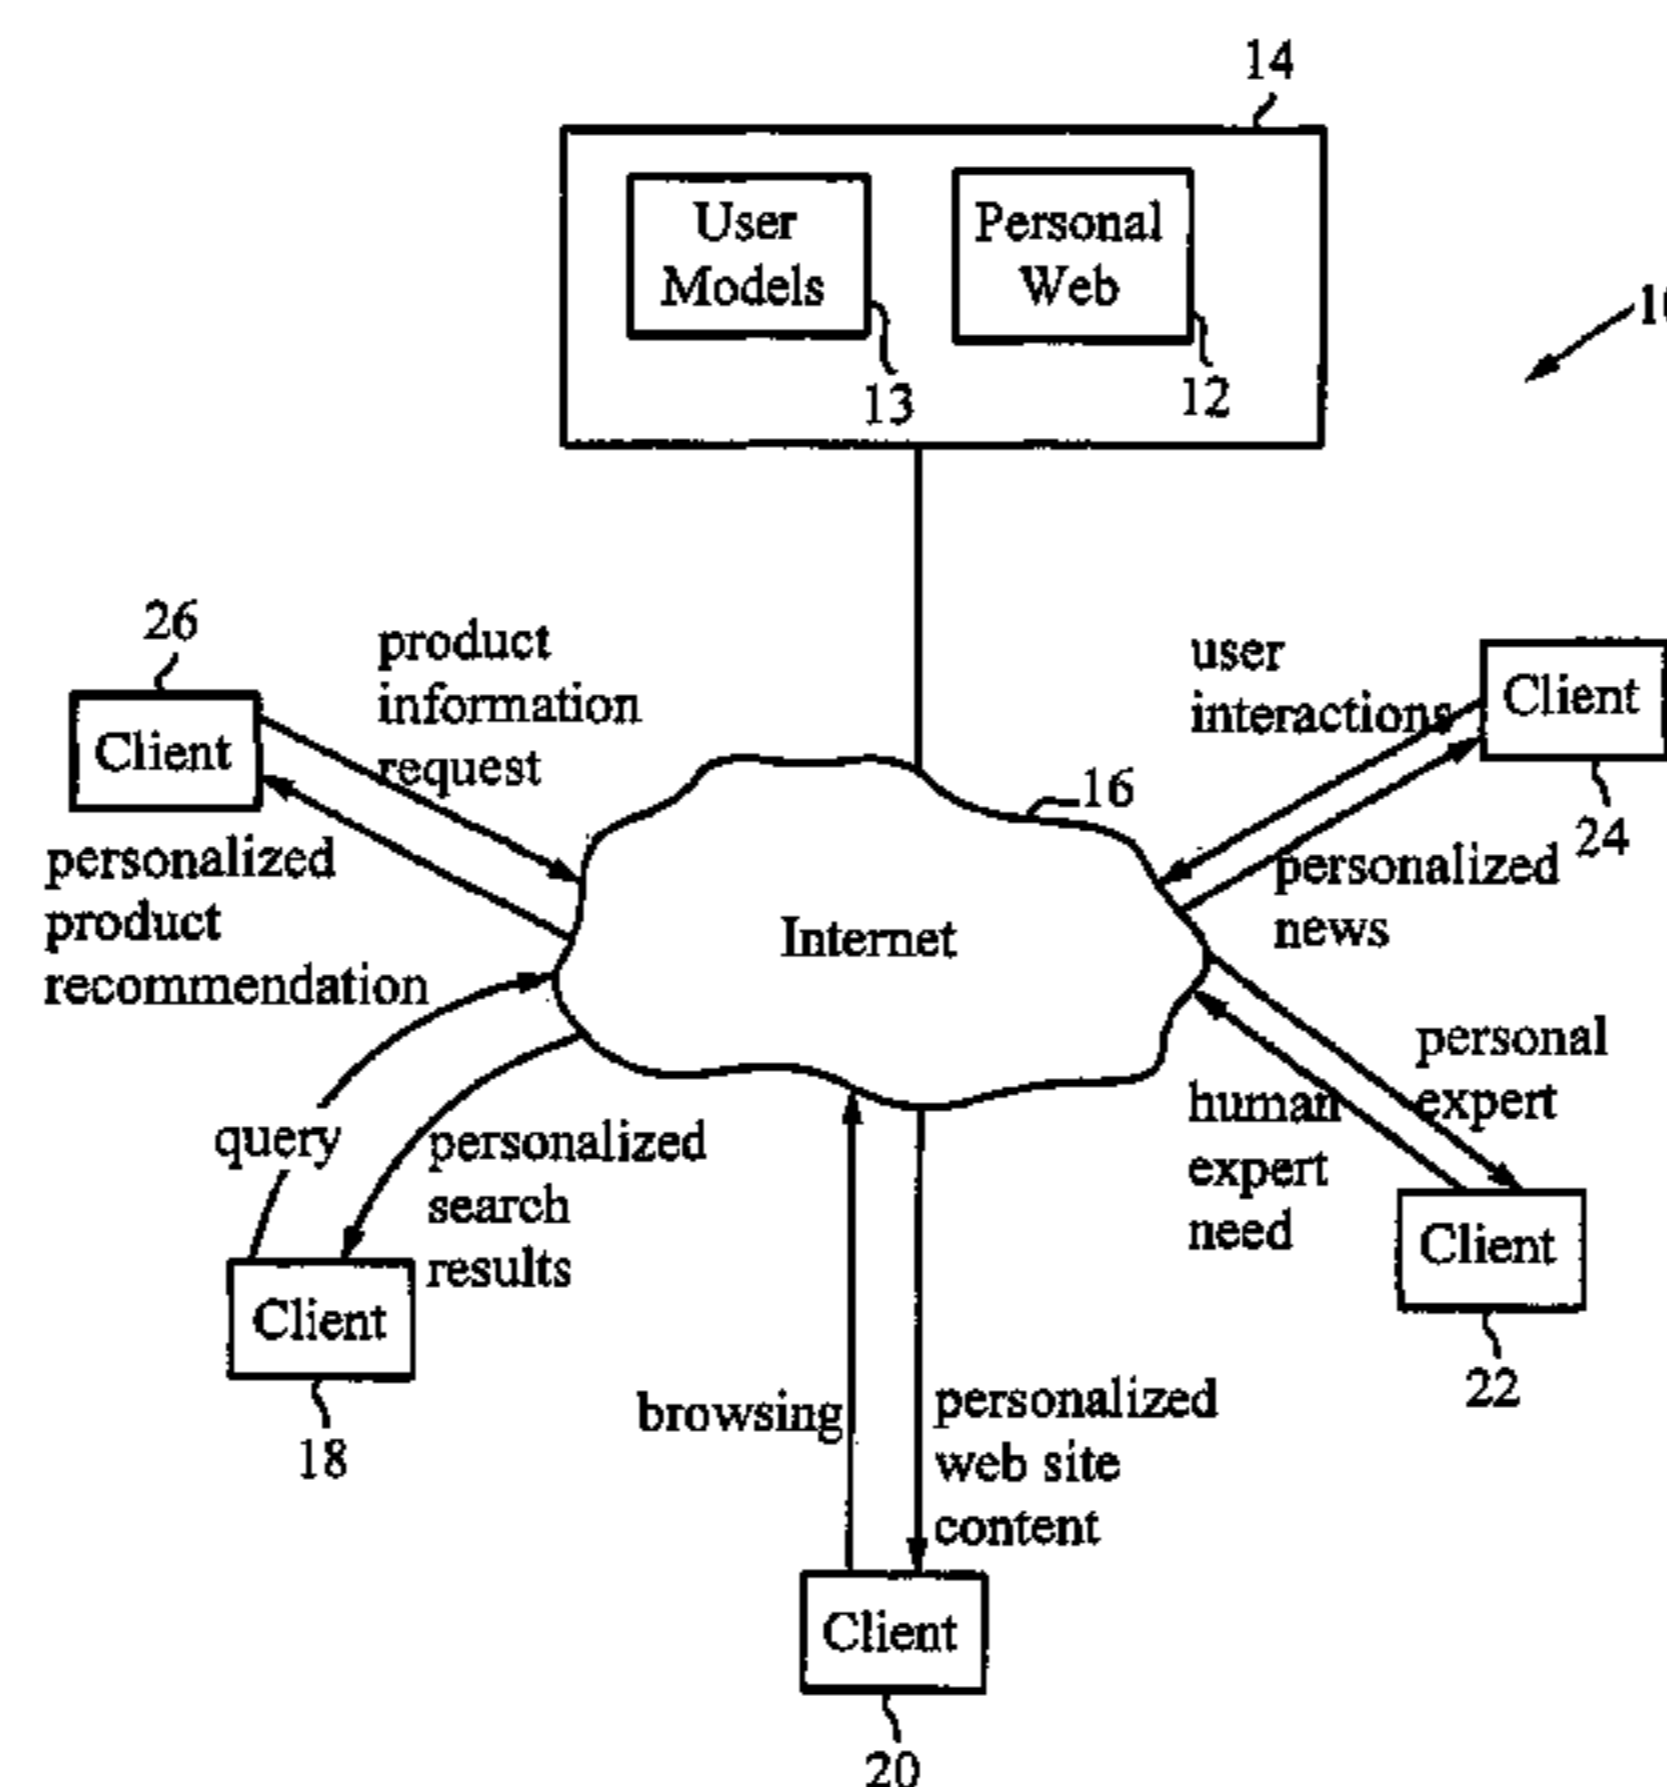 14
User
Models
Personal
Web
13
12
10
26
Client
product
information
request
personalized
product
recommendation
user
interactions
Client
24
personalized
news
16
Internet
query
personalized
search
results
Client
18
browsing
personalized
web site
content
Client
20
personal
expert
human
expert
need
Client
22